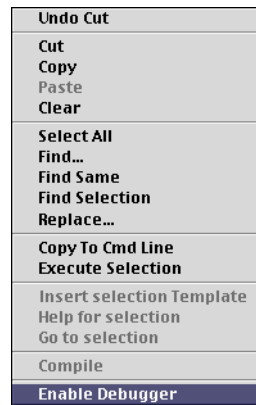 Undo Cut
Cut
Copy
Paste
Clear
Select All
Find...
Find Same
Find Selection
Replace...
Copy To Cmd Line
Execute Selection
Insert selection Template
Help for selection
Go to selection
Compile
Enable Debugger